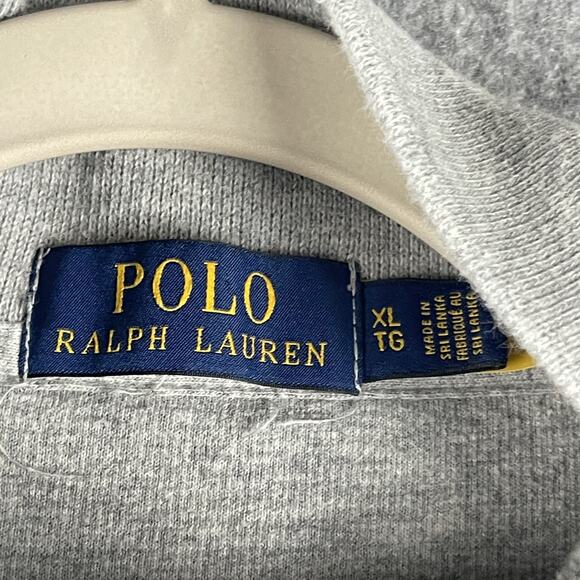 POLO
RALPH LAUREN
XL
TG
MADE IN
SRI LANKA
FABRIQUÉ AU
SRI LANKA